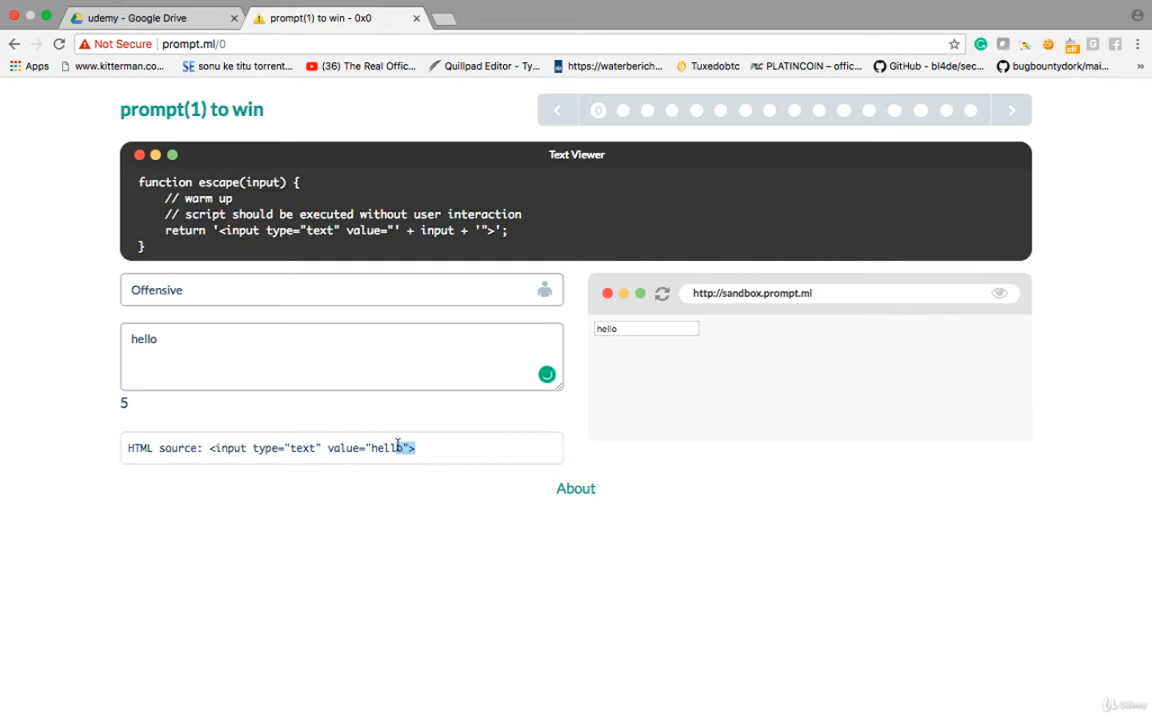 udemy - Google Drive
prompt(1) to win - 0x0
Not Secure
prompt.ml/0
Apps
www.kitterman.co...
sonu ke titu torrent...
(36) The Real Offic...
Quillpad Editor - Ty...
https://waterberich...
Tuxedobtc
PLATINCOIN – offic...
GitHub - bl4de/sec...
bugbountydork/mai...
off
prompt(1) to win
0
Text Viewer
function escape(input) {
// warm up
// script should be executed without user interaction
return '<input type="text" value="' + input + '">';
}
Offensive
http://sandbox.prompt.ml
hello
hello
5
HTML source: <input type="text" value="hello">
About
Udemy